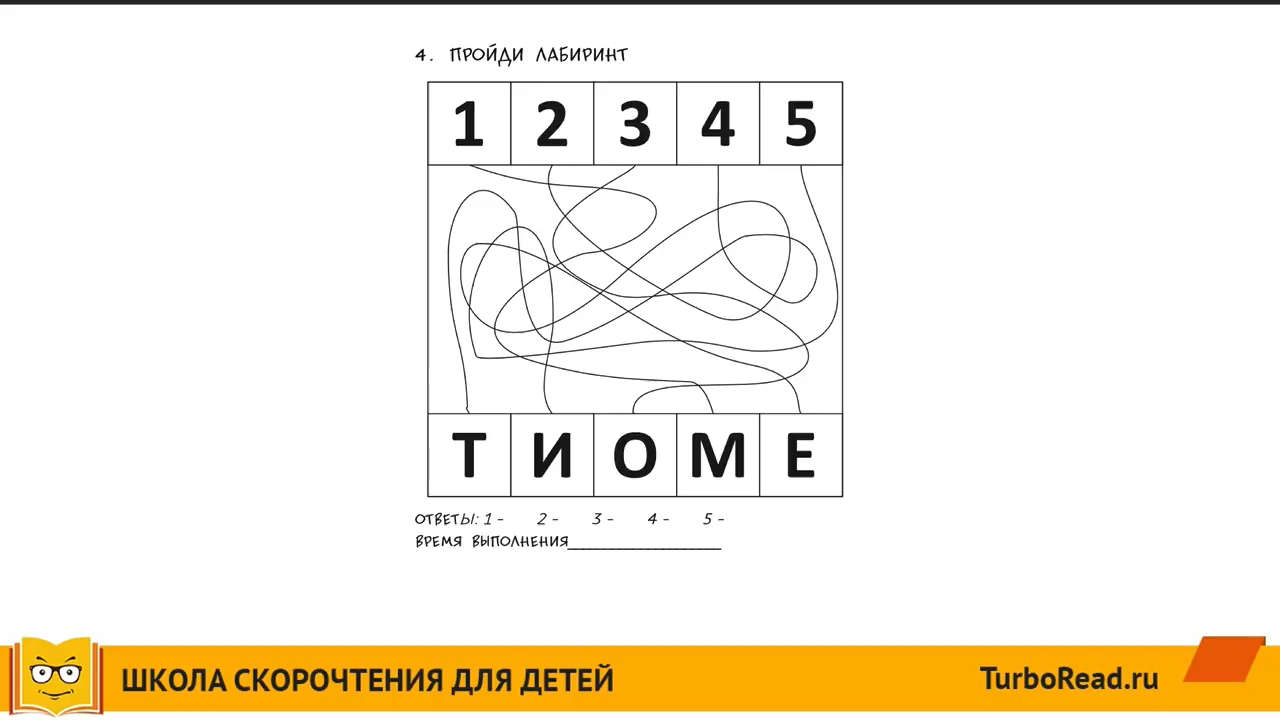 4. ПРОЙДИ ЛАБИРИНТ
1 2 3 4 5
Т И О М Е
ОТВЕТЫ: 1 - 2 - 3 - 4 - 5 -
ВРЕМЯ ВЫПОЛНЕНИЯ
ШКОЛА СКОРОЧТЕНИЯ ДЛЯ ДЕТЕЙ
TurboRead.ru